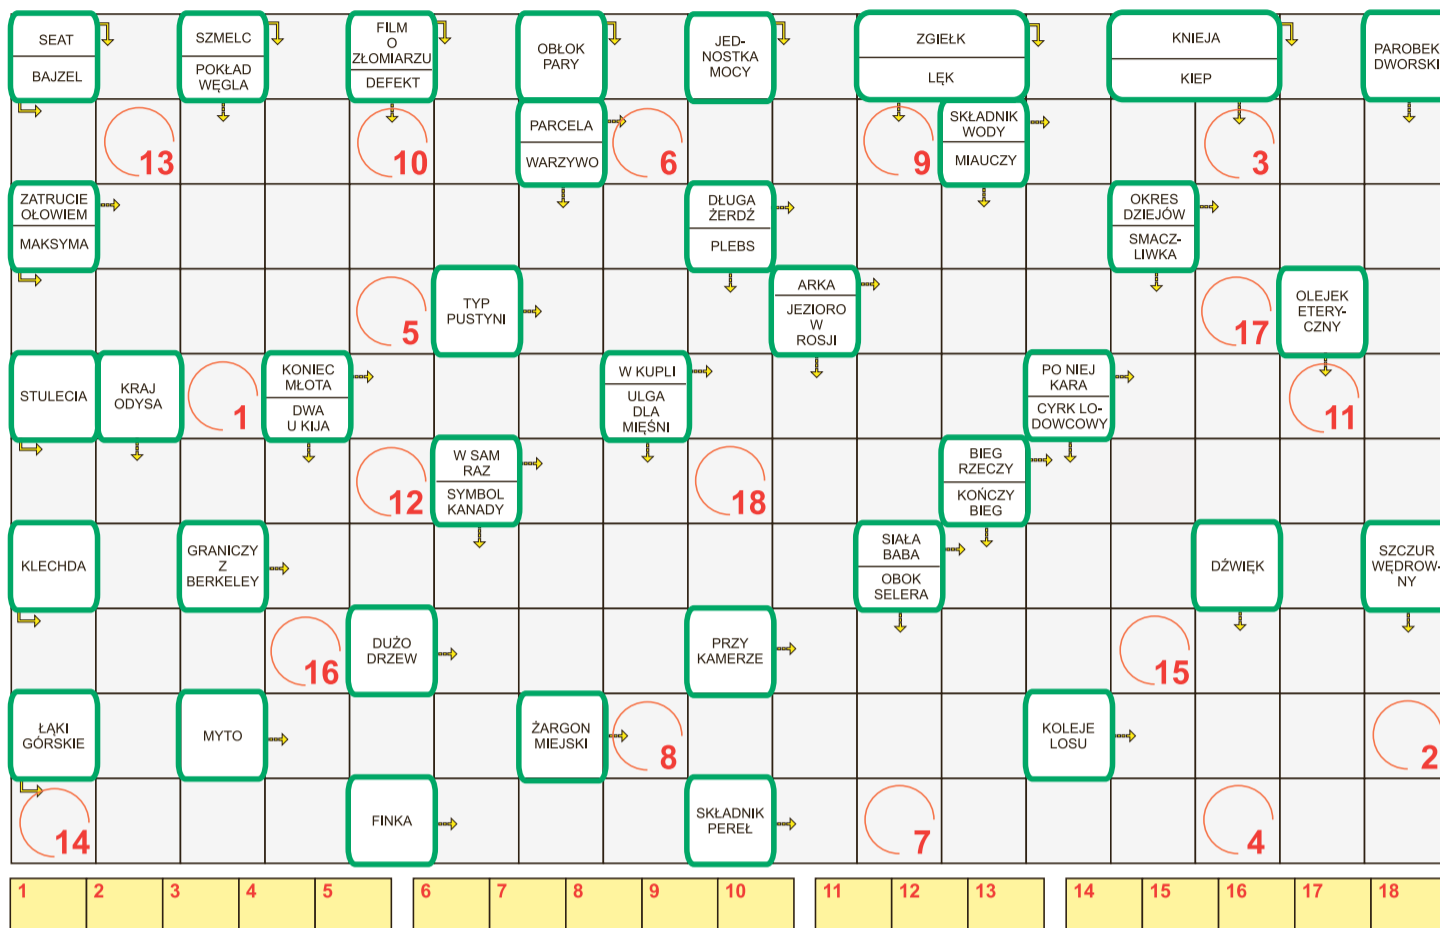 SEAT
BAJZEL
SZMELC
POKŁAD
WĘGLA
FILM
O
ZŁOMIARZU
DEFEKT
OBŁOK
PARY
JED-
NOSTKA
MOCY
ZGIEŁK
LĘK
KNIEJA
KIEP
PAROBEK
DWORSKI
13
10
PARCELA
WARZYWO
6
9
SKŁADNIK
WODY
MIAUCZY
3
ZATRUCIE
OŁOWIEM
MAKSYMA
DŁUGA
ŻERDŹ
PLEBS
OKRES
DZIEJÓW
SMACZ-
LIWKA
5
TYP
PUSTYNI
ARKA
JEZIORO
W
ROSJI
17
OLEJEK
ETERY-
CZNY
STULECIA
KRAJ
ODYSA
1
KONIEC
MŁOTA
DWA
U KIJA
W KUPLI
ULGA
DLA
MIĘŚNI
PO NIEJ
KARA
CYRK LO-
DOWCOWY
11
12
W SAM
RAZ
SYMBOL
KANADY
18
BIEG
RZECZY
KOŃCZY
BIEG
KLECHDA
GRANICZY
Z
BERKELEY
SIAŁA
BABA
OBOK
SELERA
DŹWIĘK
SZCZUR
WĘDROW-
NY
16
DUŻO
DRZEW
PRZY
KAMERZE
15
ŁĄKI
GÓRSKIE
MYTO
ŻARGON
MIEJSKI
8
KOLEJE
LOSU
2
14
FINKA
SKŁADNIK
PEREŁ
7
4
1 2 3 4 5 6 7 8 9 10 11 12 13 14 15 16 17 18